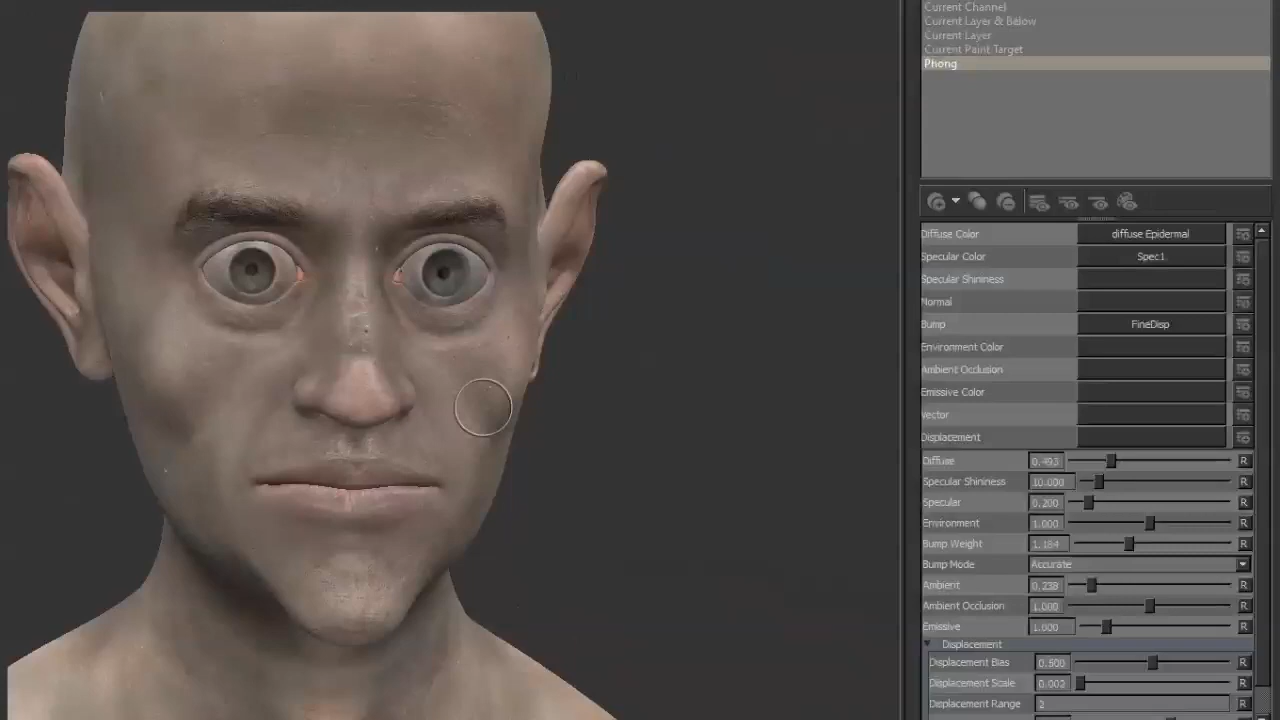 Current Channel
Current Layer & Below
Current Layer
Current Paint Target
Phong
Diffuse Color diffuse Epidermal
Specular Color Spec1
Specular Shininess
Normal
Bump FineDisp
Environment Color
Ambient Occlusion
Emissive Color
Vector
Displacement
Diffuse 0.493 R
Specular Shininess 10.000 R
Specular 0.200 R
Environment 1.000 R
Bump Weight 1.184 R
Bump Mode Accurate
Ambient 0.238 R
Ambient Occlusion 1.000 R
Emissive 1.000 R
Displacement
Displacement Bias 0.500 R
Displacement Scale 0.002 R
Displacement Range 2 R